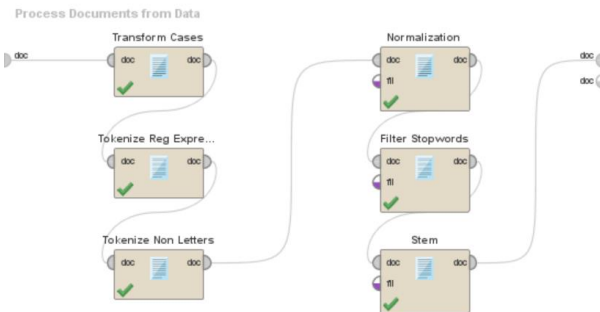 Process Documents from Data
Transform Cases
doc doc
Normalization
doc doc
fil
doc
doc
doc
Tokenize Reg Expre...
doc doc
Filter Stopwords
doc doc
fil
Tokenize Non Letters
doc doc
Stem
doc doc
fil